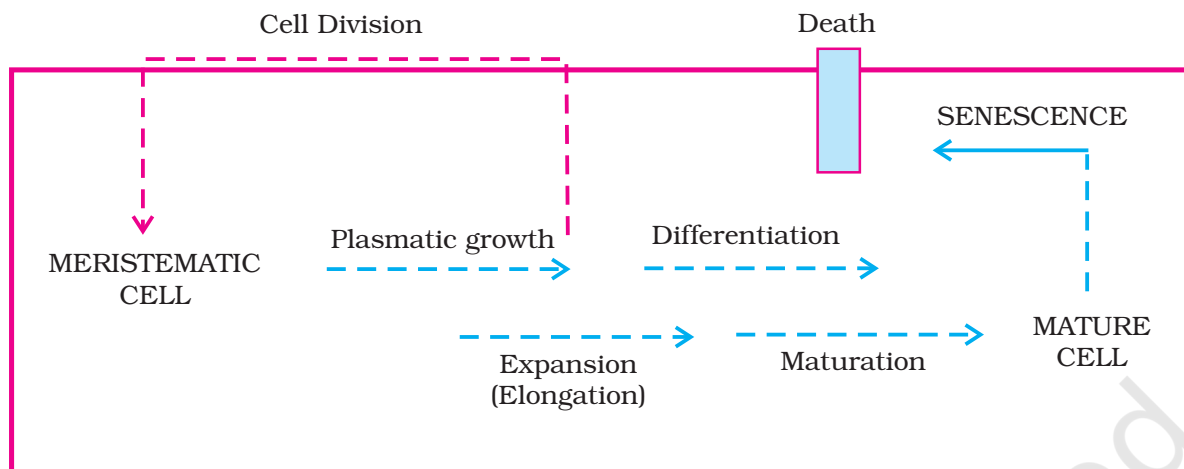 Cell Division
Death
SENESCENCE
Plasmatic growth
Differentiation
MERISTEMATIC
CELL
Expansion
(Elongation)
Maturation
MATURE
CELL